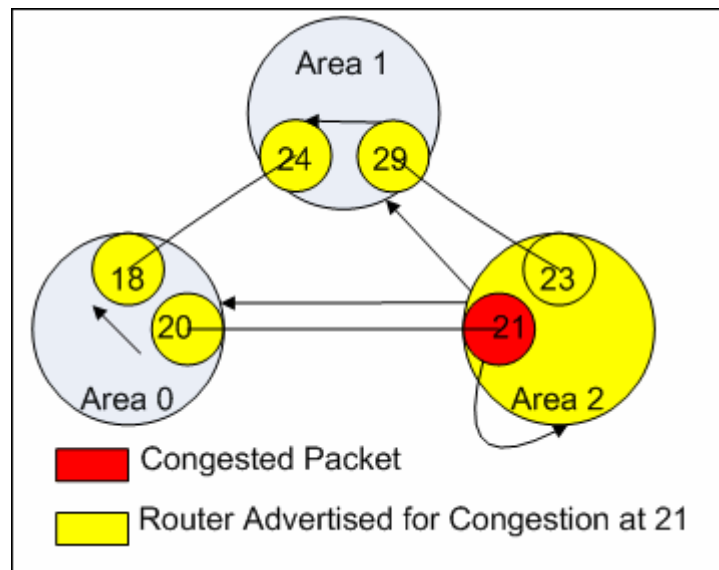 Area 1
24
29
18
23
20
21
Area 0
Area 2
Congested Packet
Router Advertised for Congestion at 21